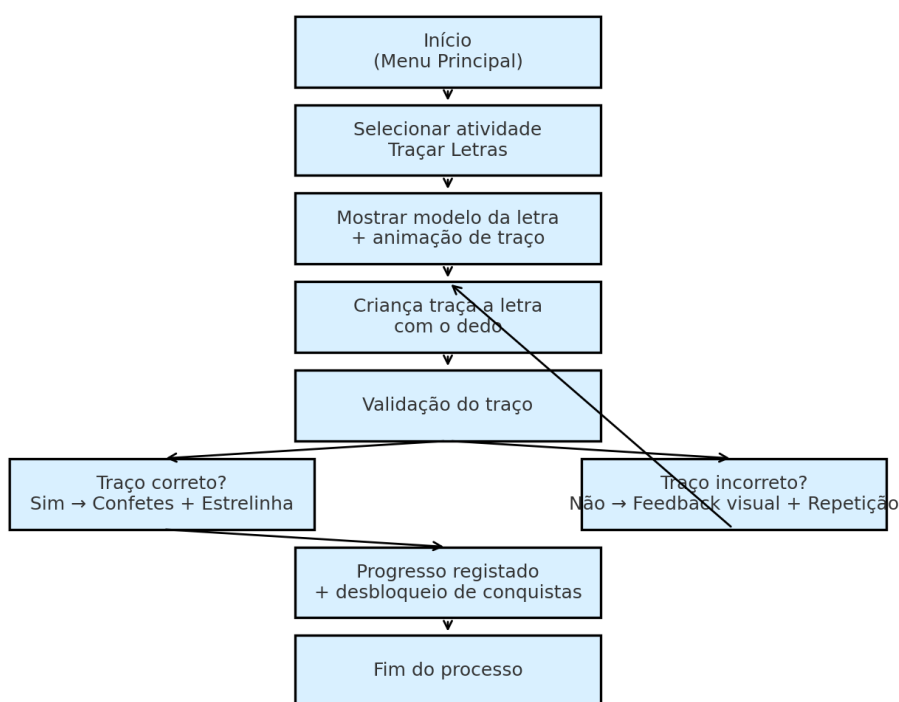 Início
(Menu Principal)
Selecionar atividade
Traçar Letras
Mostrar modelo da letra
+ animação de traço
Criança traça a letra
com o dedo
Validação do traço
Traço correto?
Sim → Confetes + Estrelinha
Traço incorreto?
Não → Feedback visual + Repetição
Progresso registado
+ desbloqueio de conquistas
Fim do processo